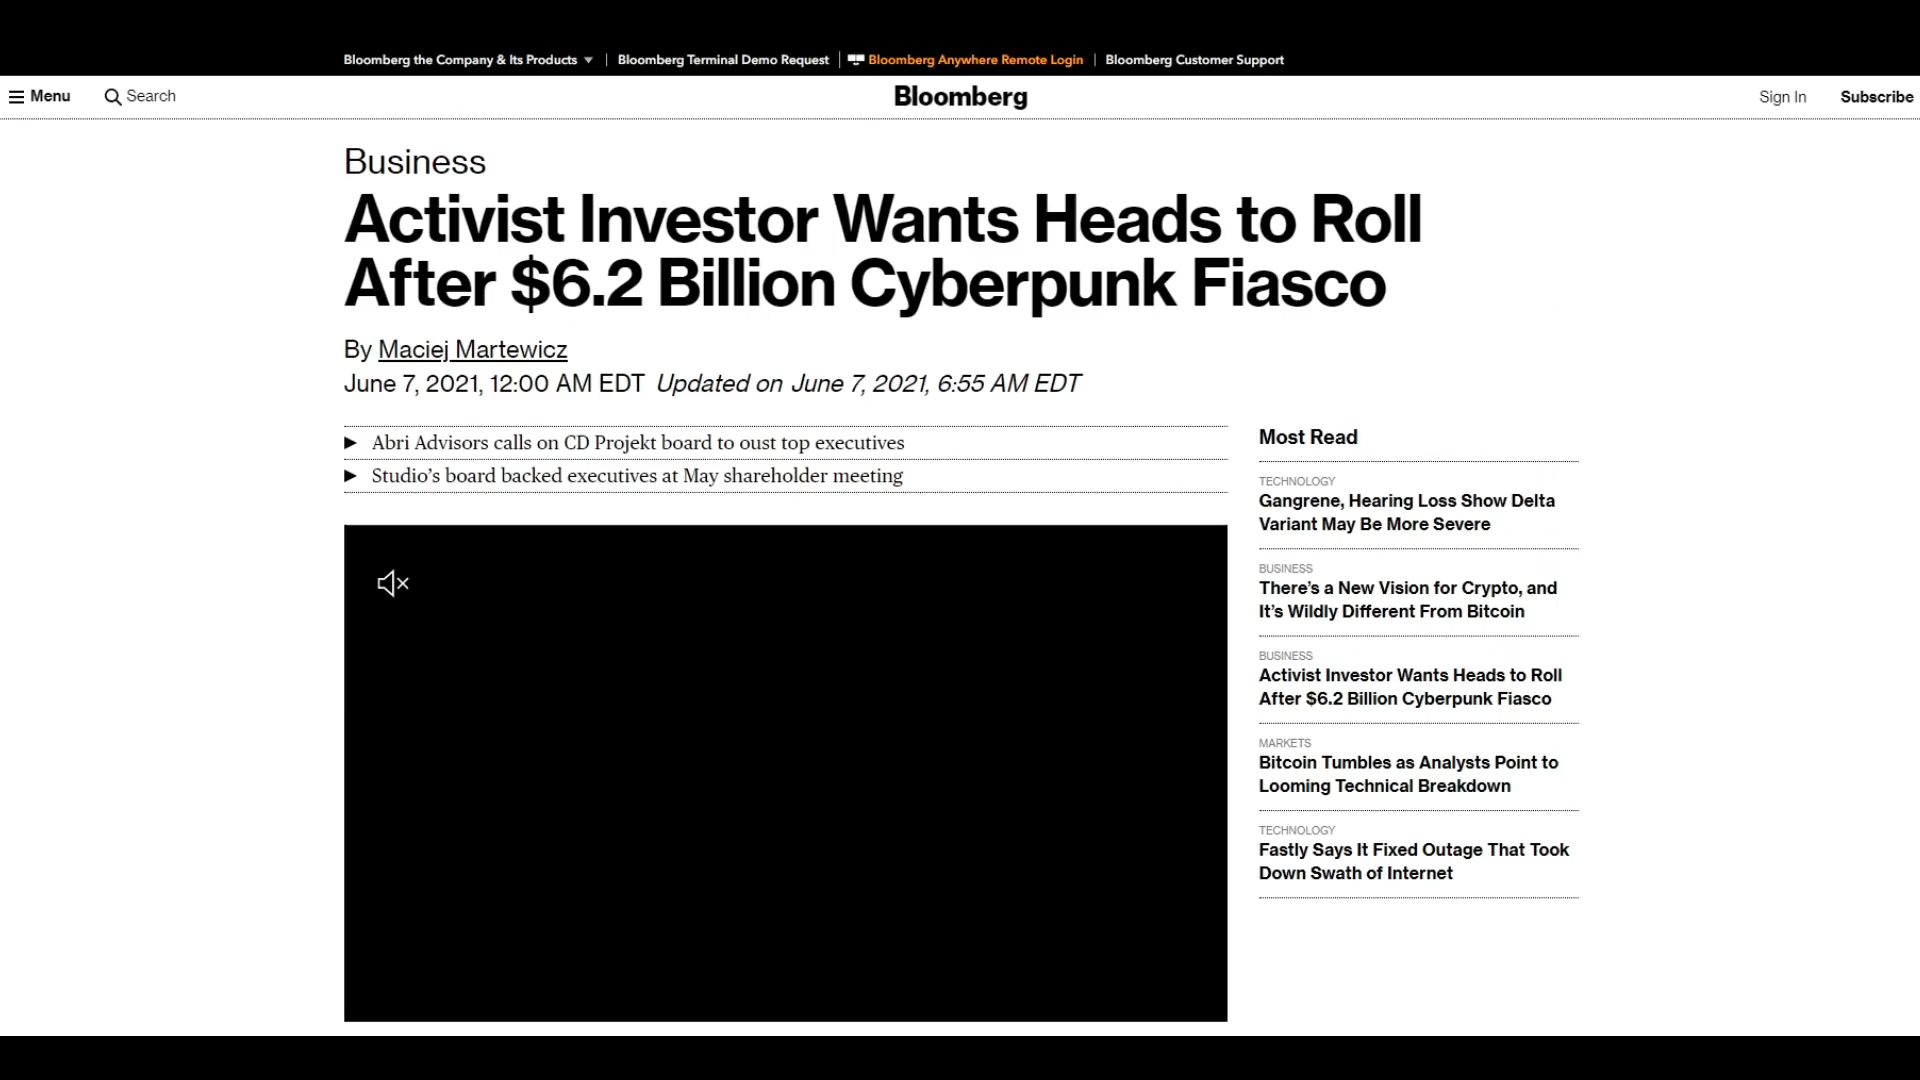 Bloomberg the Company & Its Products
Bloomberg Terminal Demo Request
Bloomberg Anywhere Remote Login
Bloomberg Customer Support
Menu
Search
Bloomberg
Sign In
Subscribe
Business
Activist Investor Wants Heads to Roll
After $6.2 Billion Cyberpunk Fiasco
By Maciej Martewicz
June 7, 2021, 12:00 AM EDT Updated on June 7, 2021, 6:55 AM EDT
Abri Advisors calls on CD Projekt board to oust top executives
Studio’s board backed executives at May shareholder meeting
Most Read
TECHNOLOGY
Gangrene, Hearing Loss Show Delta
Variant May Be More Severe
BUSINESS
There’s a New Vision for Crypto, and
It’s Wildly Different From Bitcoin
BUSINESS
Activist Investor Wants Heads to Roll
After $6.2 Billion Cyberpunk Fiasco
MARKETS
Bitcoin Tumbles as Analysts Point to
Looming Technical Breakdown
TECHNOLOGY
Fastly Says It Fixed Outage That Took
Down Swath of Internet